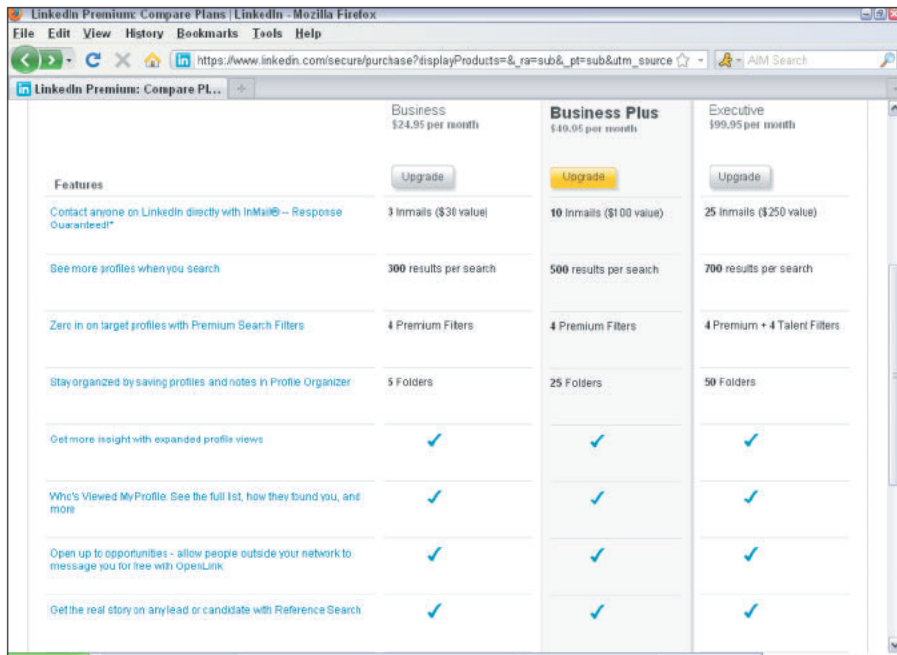 LinkedIn Premium: Compare Plans | LinkedIn - Mozilla Firefox
File Edit View History Bookmarks Tools Help
in https://www.linkedin.com/secure/purchase?displayProducts=&_ra=sub&_pt=sub&utm_source AIM Search
in LinkedIn Premium: Compare PL...
Business Business Plus Executive
$24.95 per month $49.95 per month $99.95 per month
Upgrade Upgrade Upgrade
Features
Contact anyone on LinkedIn directly with InMail® -- Response 3 Inmails ($30 value) 10 Inmails ($100 value) 25 Inmails ($250 value)
Guaranteed!*
See more profiles when you search 300 results per search 500 results per search 700 results per search
Zero in on target profiles with Premium Search Filters 4 Premium Filters 4 Premium Filters 4 Premium + 4 Talent Filters
Stay organized by saving profiles and notes in Profile Organizer 5 Folders 25 Folders 50 Folders
Get more insight with expanded profile views ✓ ✓ ✓
Who's Viewed My Profile: See the full list, how they found you, and ✓ ✓ ✓
more
Open up to opportunities - allow people outside your network to ✓ ✓ ✓
message you for free with OpenLink
Get the real story on any lead or candidate with Reference Search ✓ ✓ ✓